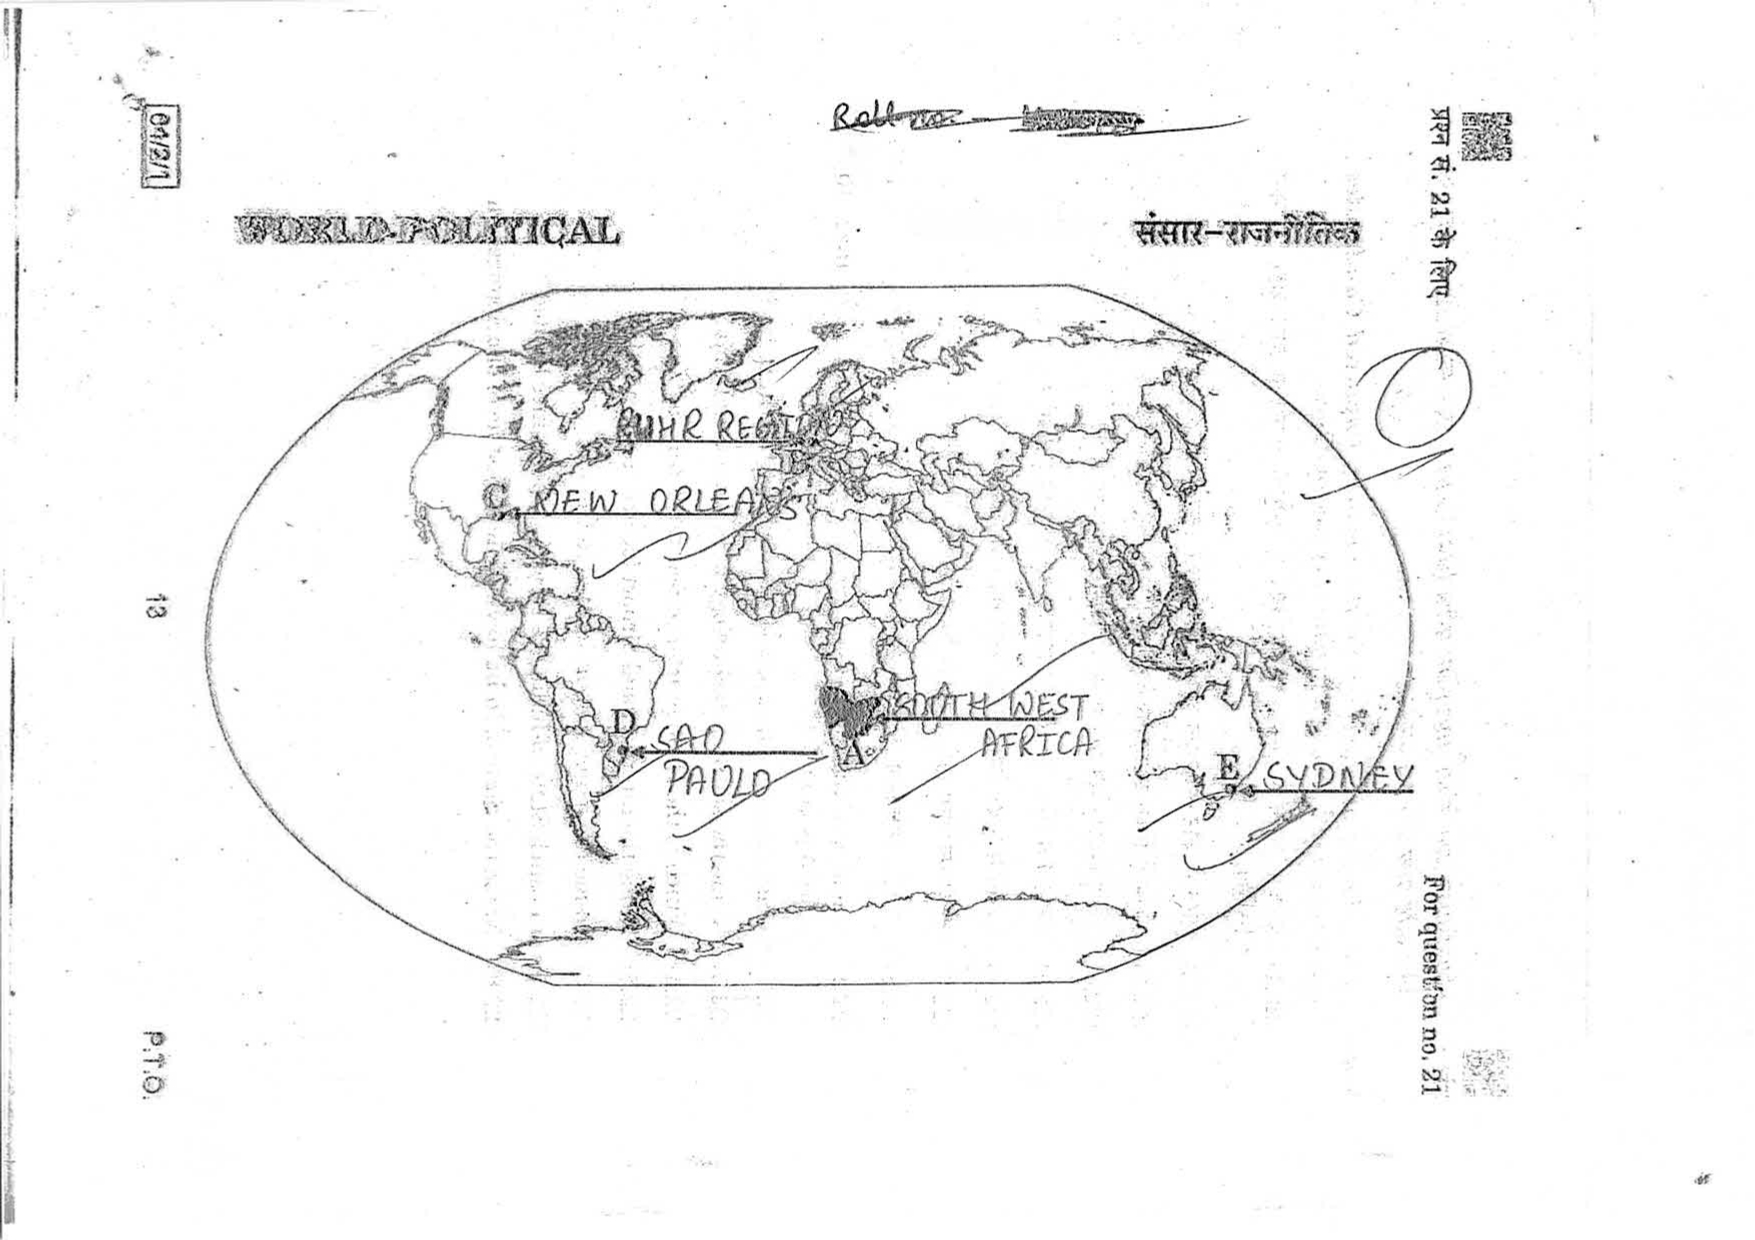 Roll no. —
64/2/1
प्रश्न सं. 21 के लिए
WORLD-POLITICAL
संसार–राजनीतिक
RUHR REGION
B
C NEW ORLEANS
D
SAO
PAULO
SOUTH WEST
AFRICA
A
E SYDNEY
For question no. 21
13
P.T.O.